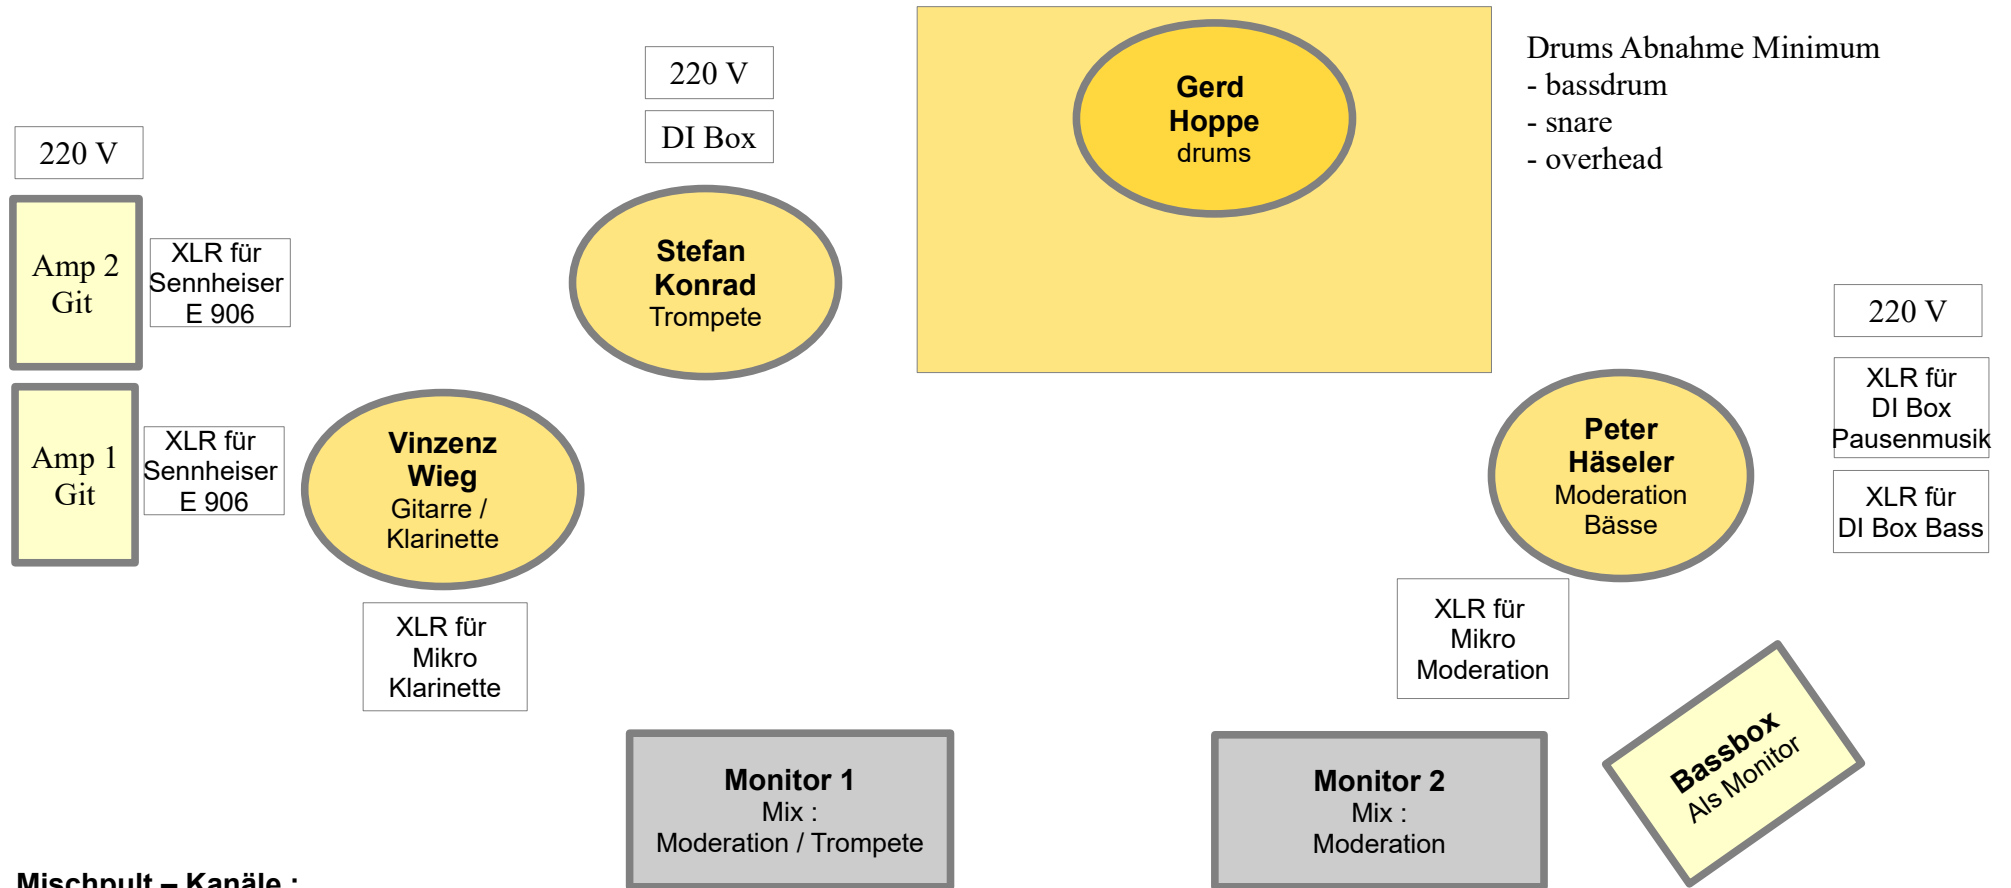 220 V
Amp 2
Git
XLR für
Sennheiser
E 906
Amp 1
Git
XLR für
Sennheiser
E 906
Vinzenz
Wieg
Gitarre /
Klarinette
XLR für
Mikro
Klarinette
220 V
DI Box
Stefan
Konrad
Trompete
Gerd
Hoppe
drums
Drums Abnahme Minimum
- bassdrum
- snare
- overhead
220 V
XLR für
DI Box
Pausenmusik
XLR für
DI Box Bass
Peter
Häseler
Moderation
Bässe
XLR für
Mikro
Moderation
Monitor 1
Mix :
Moderation / Trompete
Monitor 2
Mix :
Moderation
Bassbox
Als Monitor
Mischpult – Kanäle :